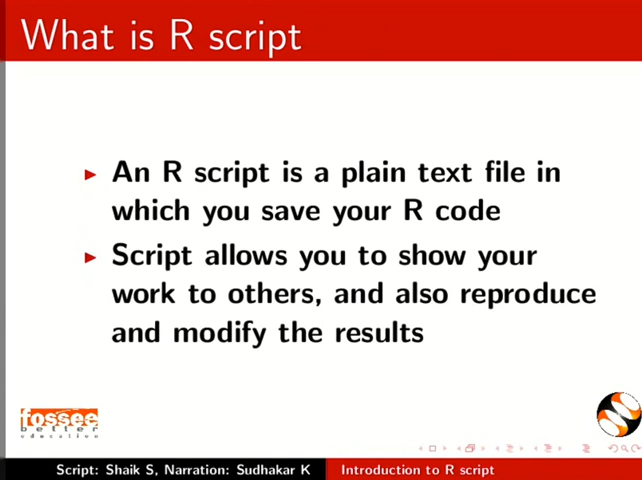 What is R script
An R script is a plain text file in
which you save your R code
Script allows you to show your
work to others, and also reproduce
and modify the results
fossee
better
education
Script: Shaik S, Narration: Sudhakar K
Introduction to R script